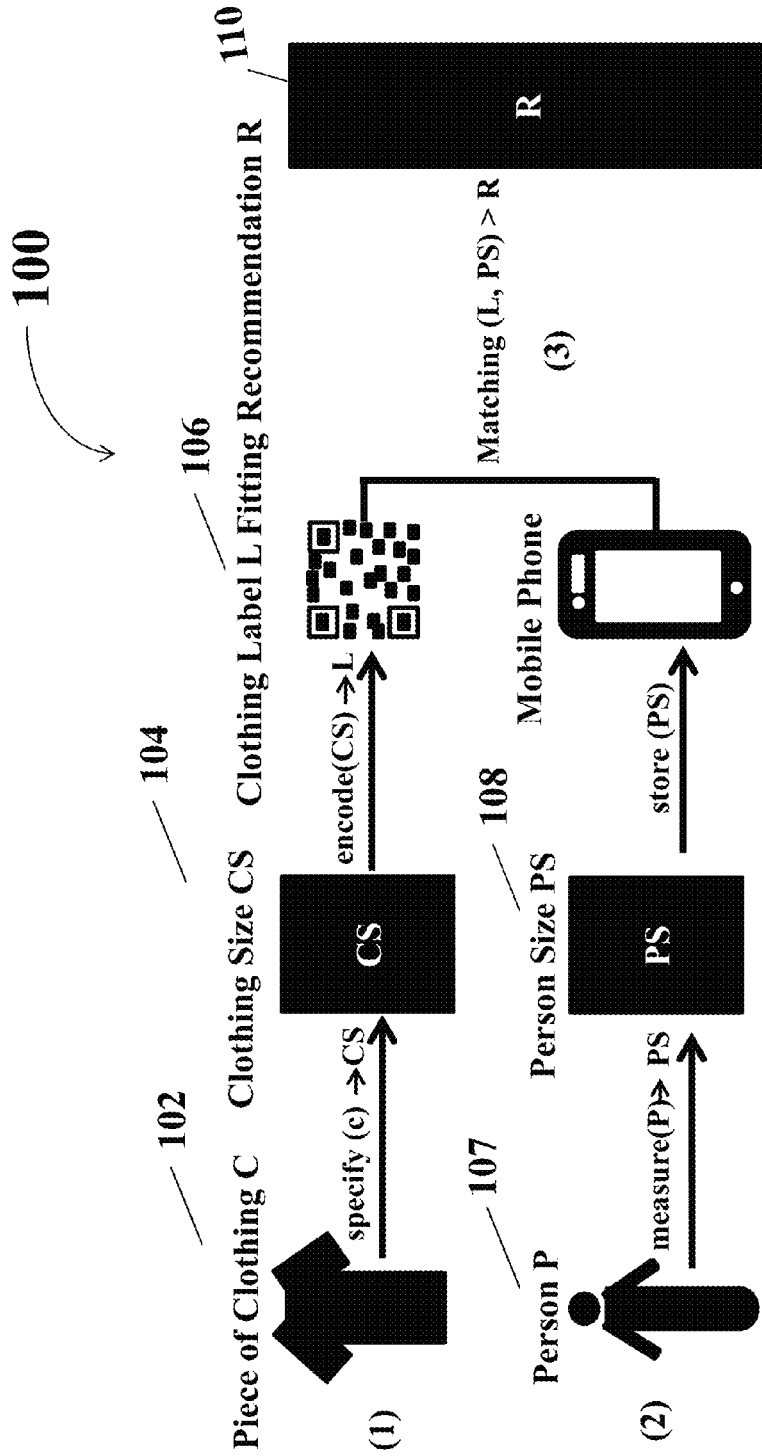 100
102
104
106
110
Piece of Clothing C Clothing Size CS Clothing Label L Fitting Recommendation R
(1)
specify (c) →CS
CS
encode(CS) →L
107
108
Person P
Person Size PS
Mobile Phone
Matching (L, PS) > R
(3)
R
(2)
measure(P)> PS
PS
store (PS)